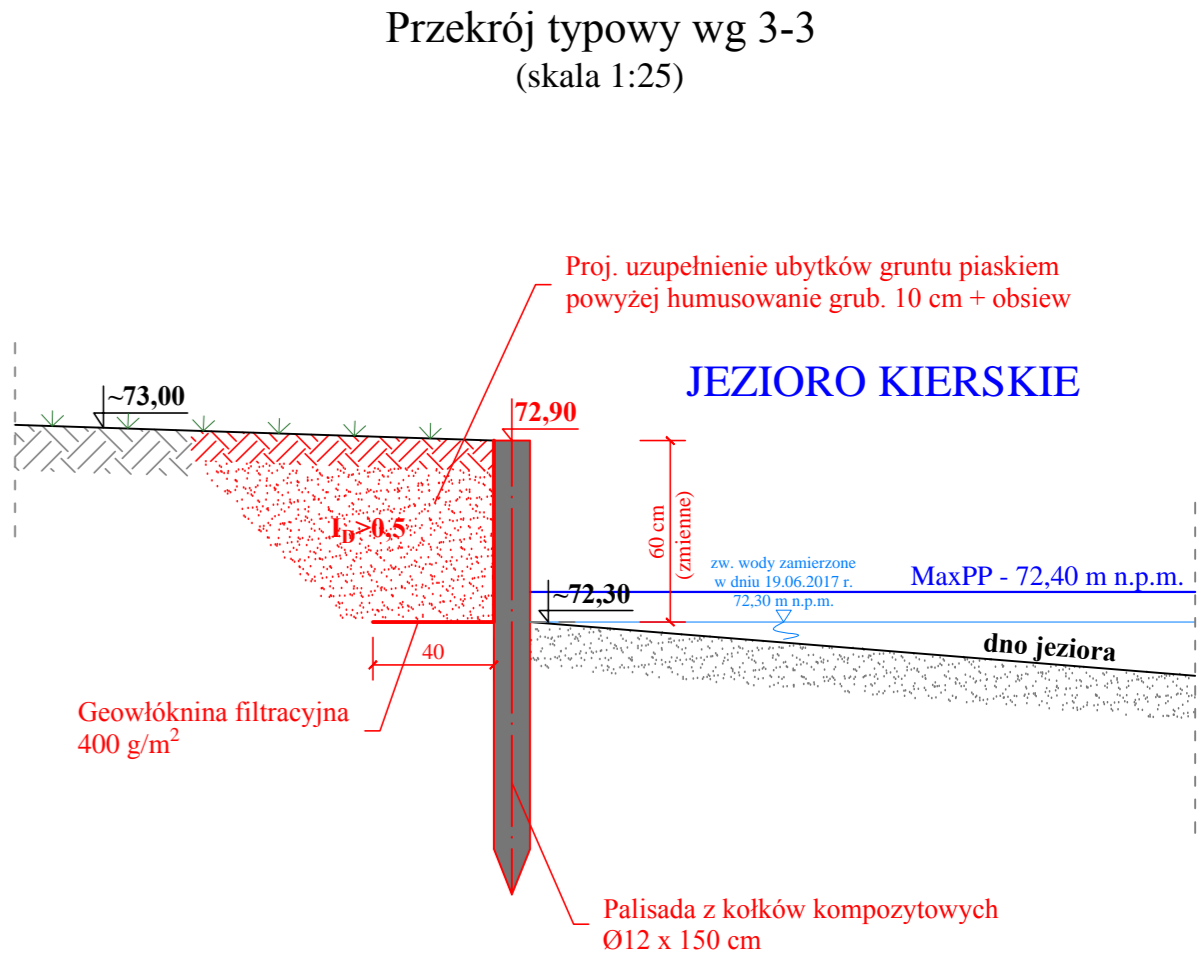 Przekrój typowy wg 3-3
(skala 1:25)
Proj. uzupełnienie ubytków gruntu piaskiem
powyżej humusowanie grub. 10 cm + obsiew
JEZIORO KIERSKIE
~73,00
72,90
I_D>0,5
60 cm
(zmienne)
zw. wody zamierzone
w dniu 19.06.2017 r.
72,30 m n.p.m.
MaxPP - 72,40 m n.p.m.
~72,30
dno jeziora
40
Geowłóknina filtracyjna
400 g/m²
Palisada z kołków kompozytowych
Ø12 x 150 cm